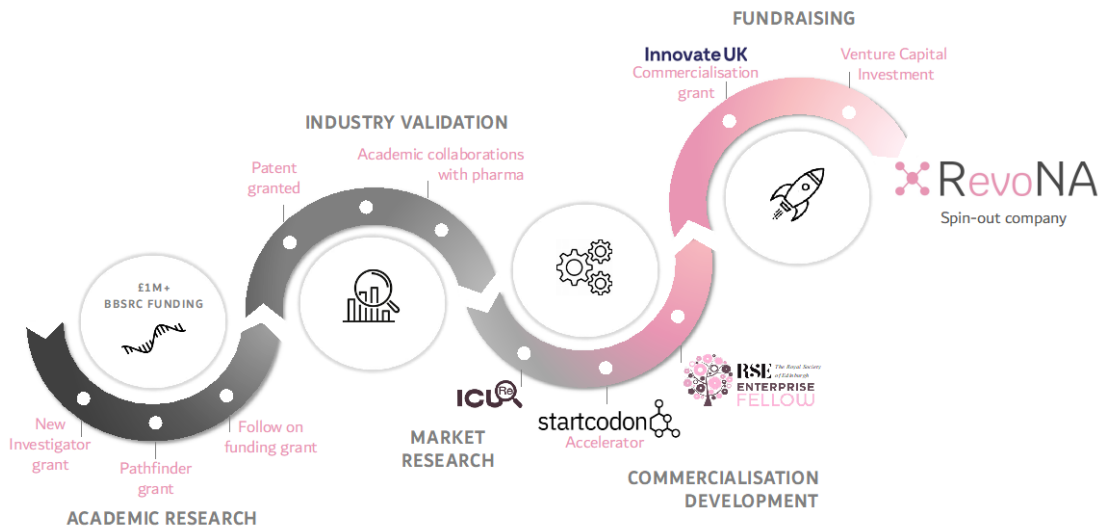 FUNDRAISING
Innovate UK
Commercialisation
grant
Venture Capital
Investment
INDUSTRY VALIDATION
Patent
granted
Academic collaborations
with pharma
RevoNA
Spin-out company
£1M+
BBSRC FUNDING
New
Investigator
grant
Pathfinder
grant
Follow on
funding grant
ACADEMIC RESEARCH
ICURe
MARKET
RESEARCH
startcodon
Accelerator
RSE The Royal Society
of Edinburgh
ENTERPRISE
FELLOW
COMMERCIALISATION
DEVELOPMENT